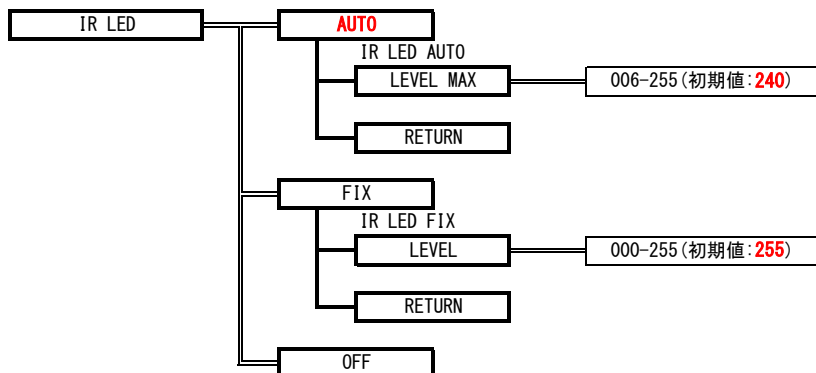 IR LED
AUTO
IR LED AUTO
LEVEL MAX
006-255(初期値:240)
RETURN
FIX
IR LED FIX
LEVEL
000-255(初期値:255)
RETURN
OFF